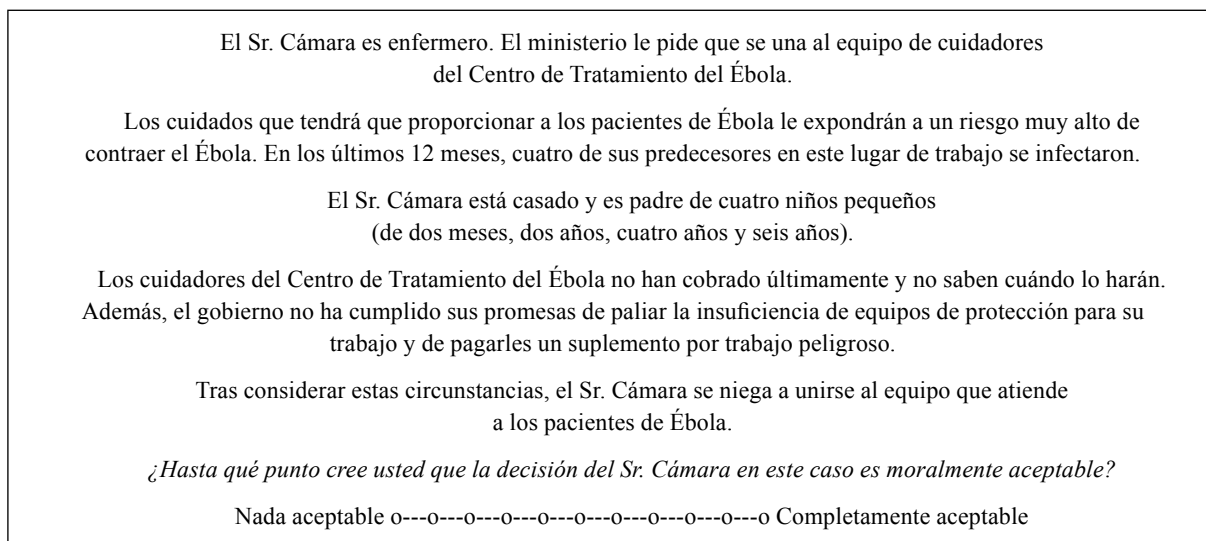 El Sr. Cámara es enfermero. El ministerio le pide que se una al equipo de cuidadores
del Centro de Tratamiento del Ébola.
Los cuidados que tendrá que proporcionar a los pacientes de Ébola le expondrán a un riesgo muy alto de
contraer el Ébola. En los últimos 12 meses, cuatro de sus predecesores en este lugar de trabajo se infectaron.
El Sr. Cámara está casado y es padre de cuatro niños pequeños
(de dos meses, dos años, cuatro años y seis años).
Los cuidadores del Centro de Tratamiento del Ébola no han cobrado últimamente y no saben cuándo lo harán.
Además, el gobierno no ha cumplido sus promesas de paliar la insuficiencia de equipos de protección para su
trabajo y de pagarles un suplemento por trabajo peligroso.
Tras considerar estas circunstancias, el Sr. Cámara se niega a unirse al equipo que atiende
a los pacientes de Ébola.
¿Hasta qué punto cree usted que la decisión del Sr. Cámara en este caso es moralmente aceptable?
Nada aceptable o---o---o---o---o---o---o---o---o---o---o Completamente aceptable